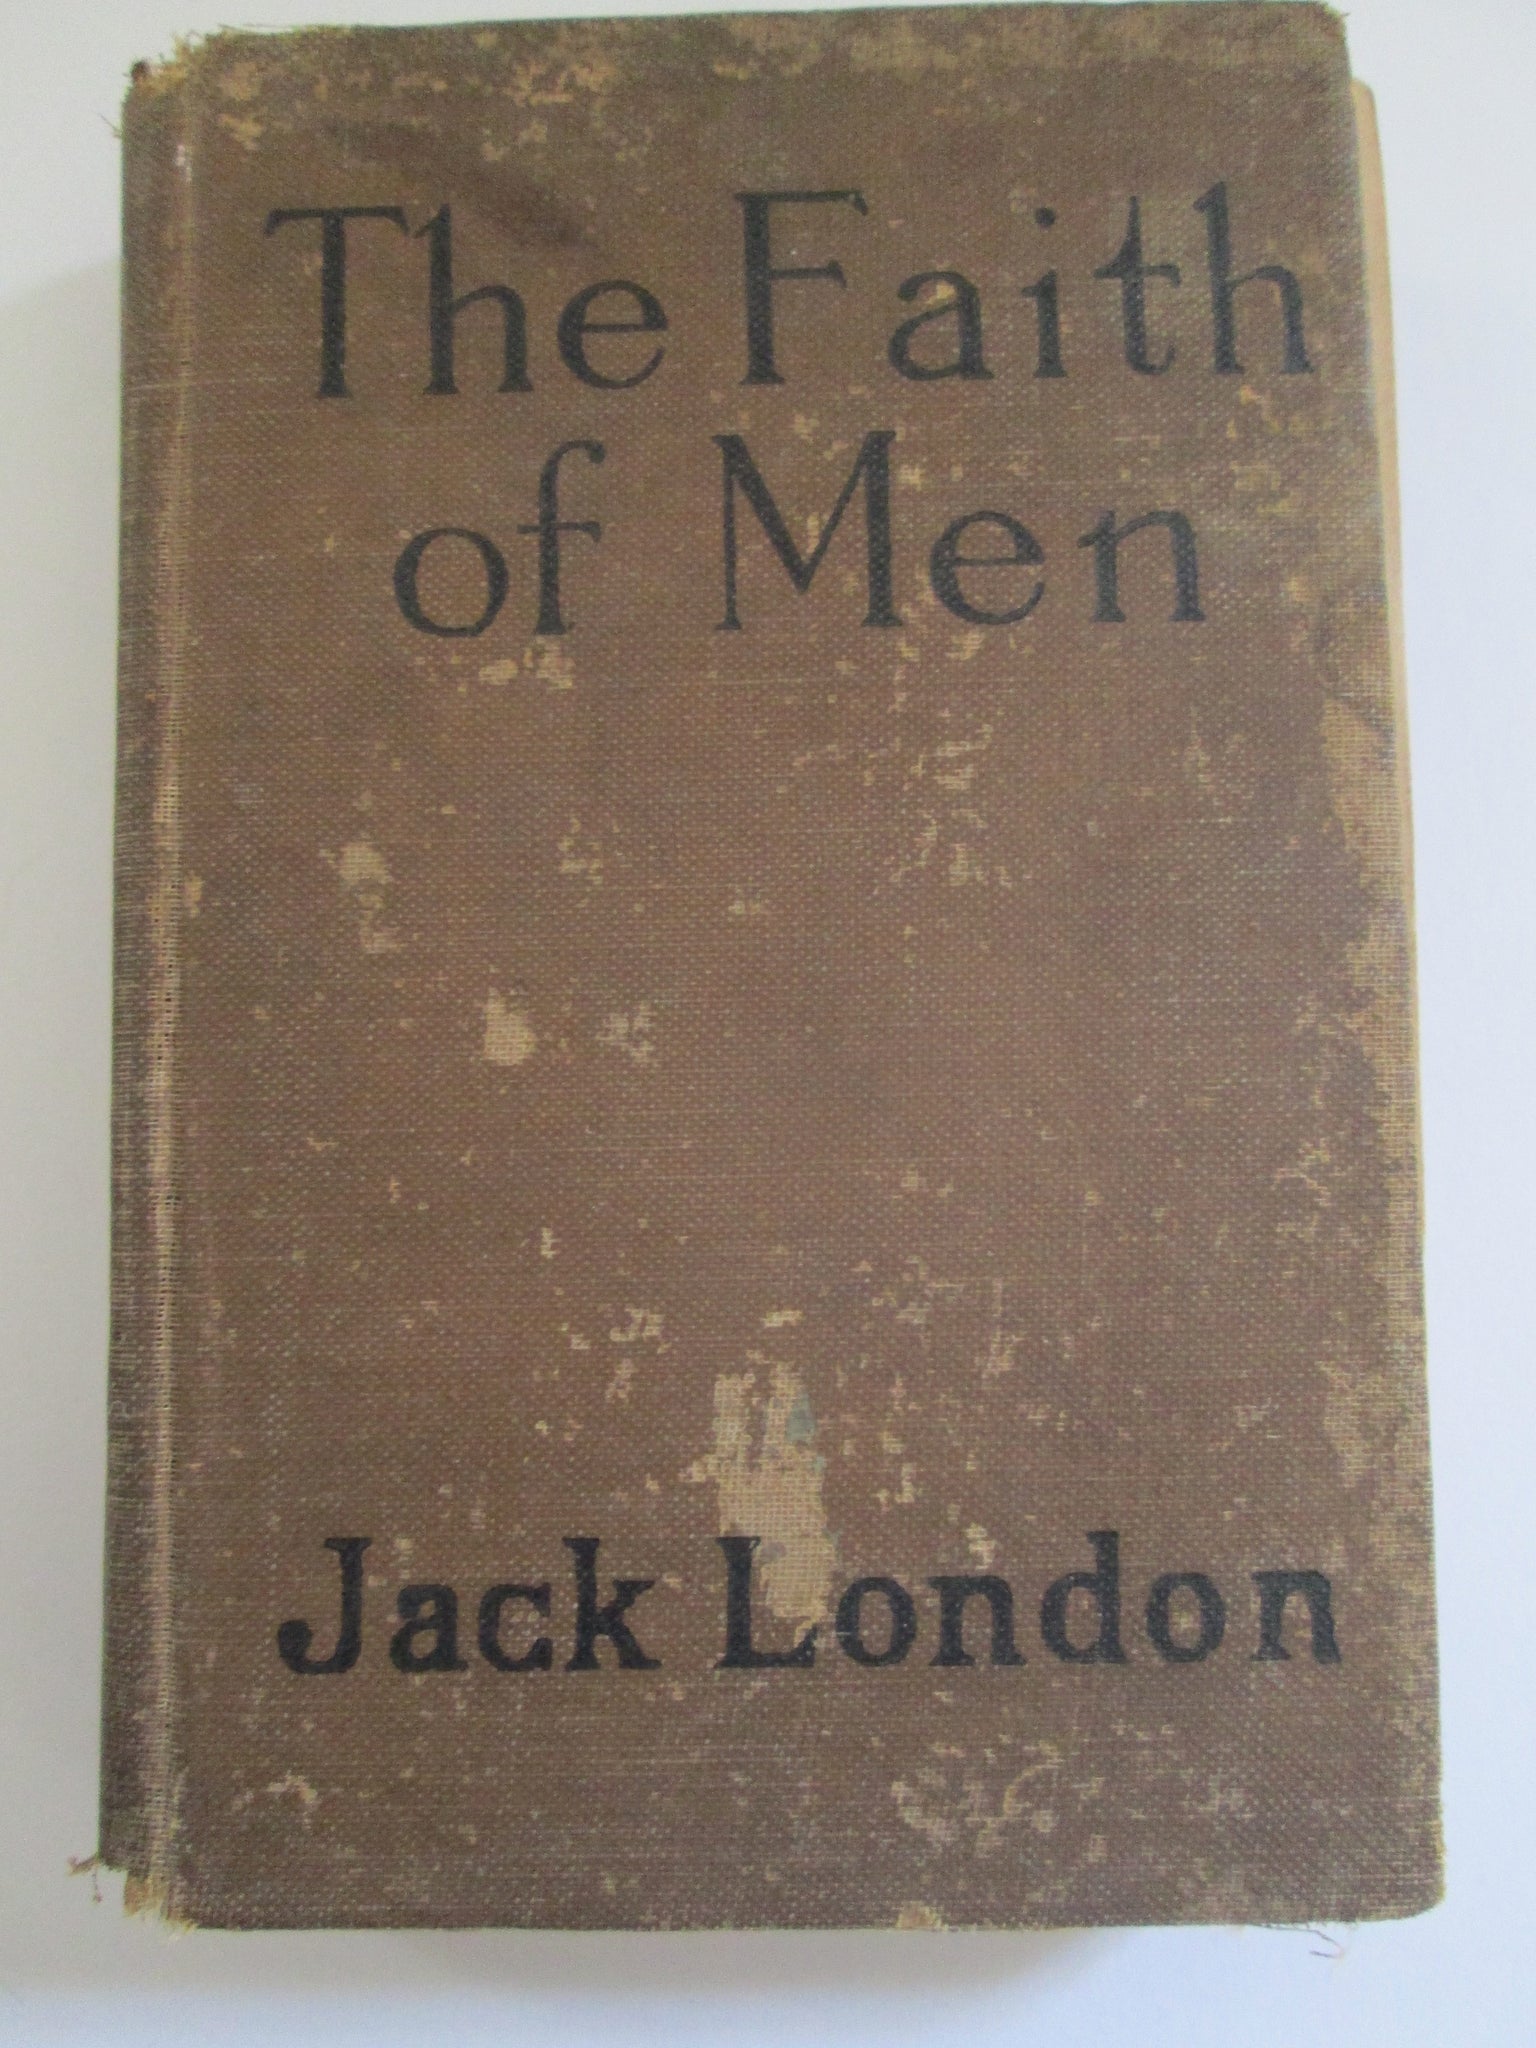 The Faith
of Men
Jack London